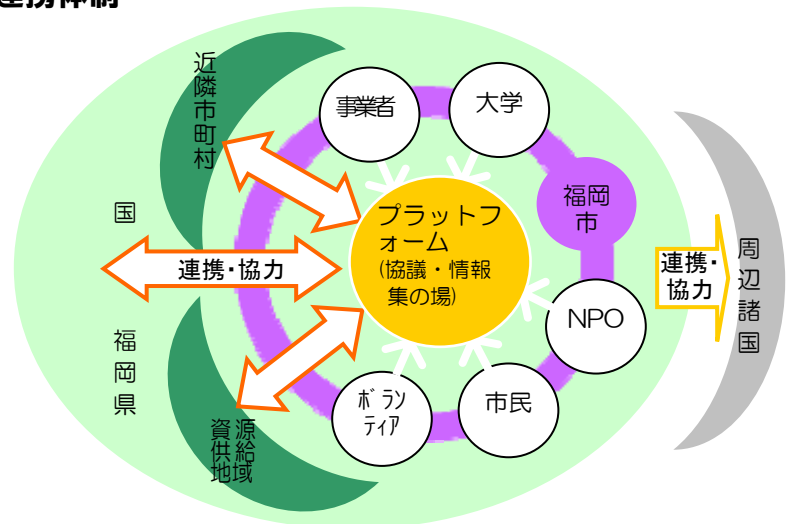 連携体制
近隣市町村
事業者
大学
福岡
市
プラットフ
ォーム
(協議・情報
集の場)
国
連携・協力
連携・
協力
周辺諸国
NPO
福岡県
ボラン
ティア
市民
資源
供給
地域